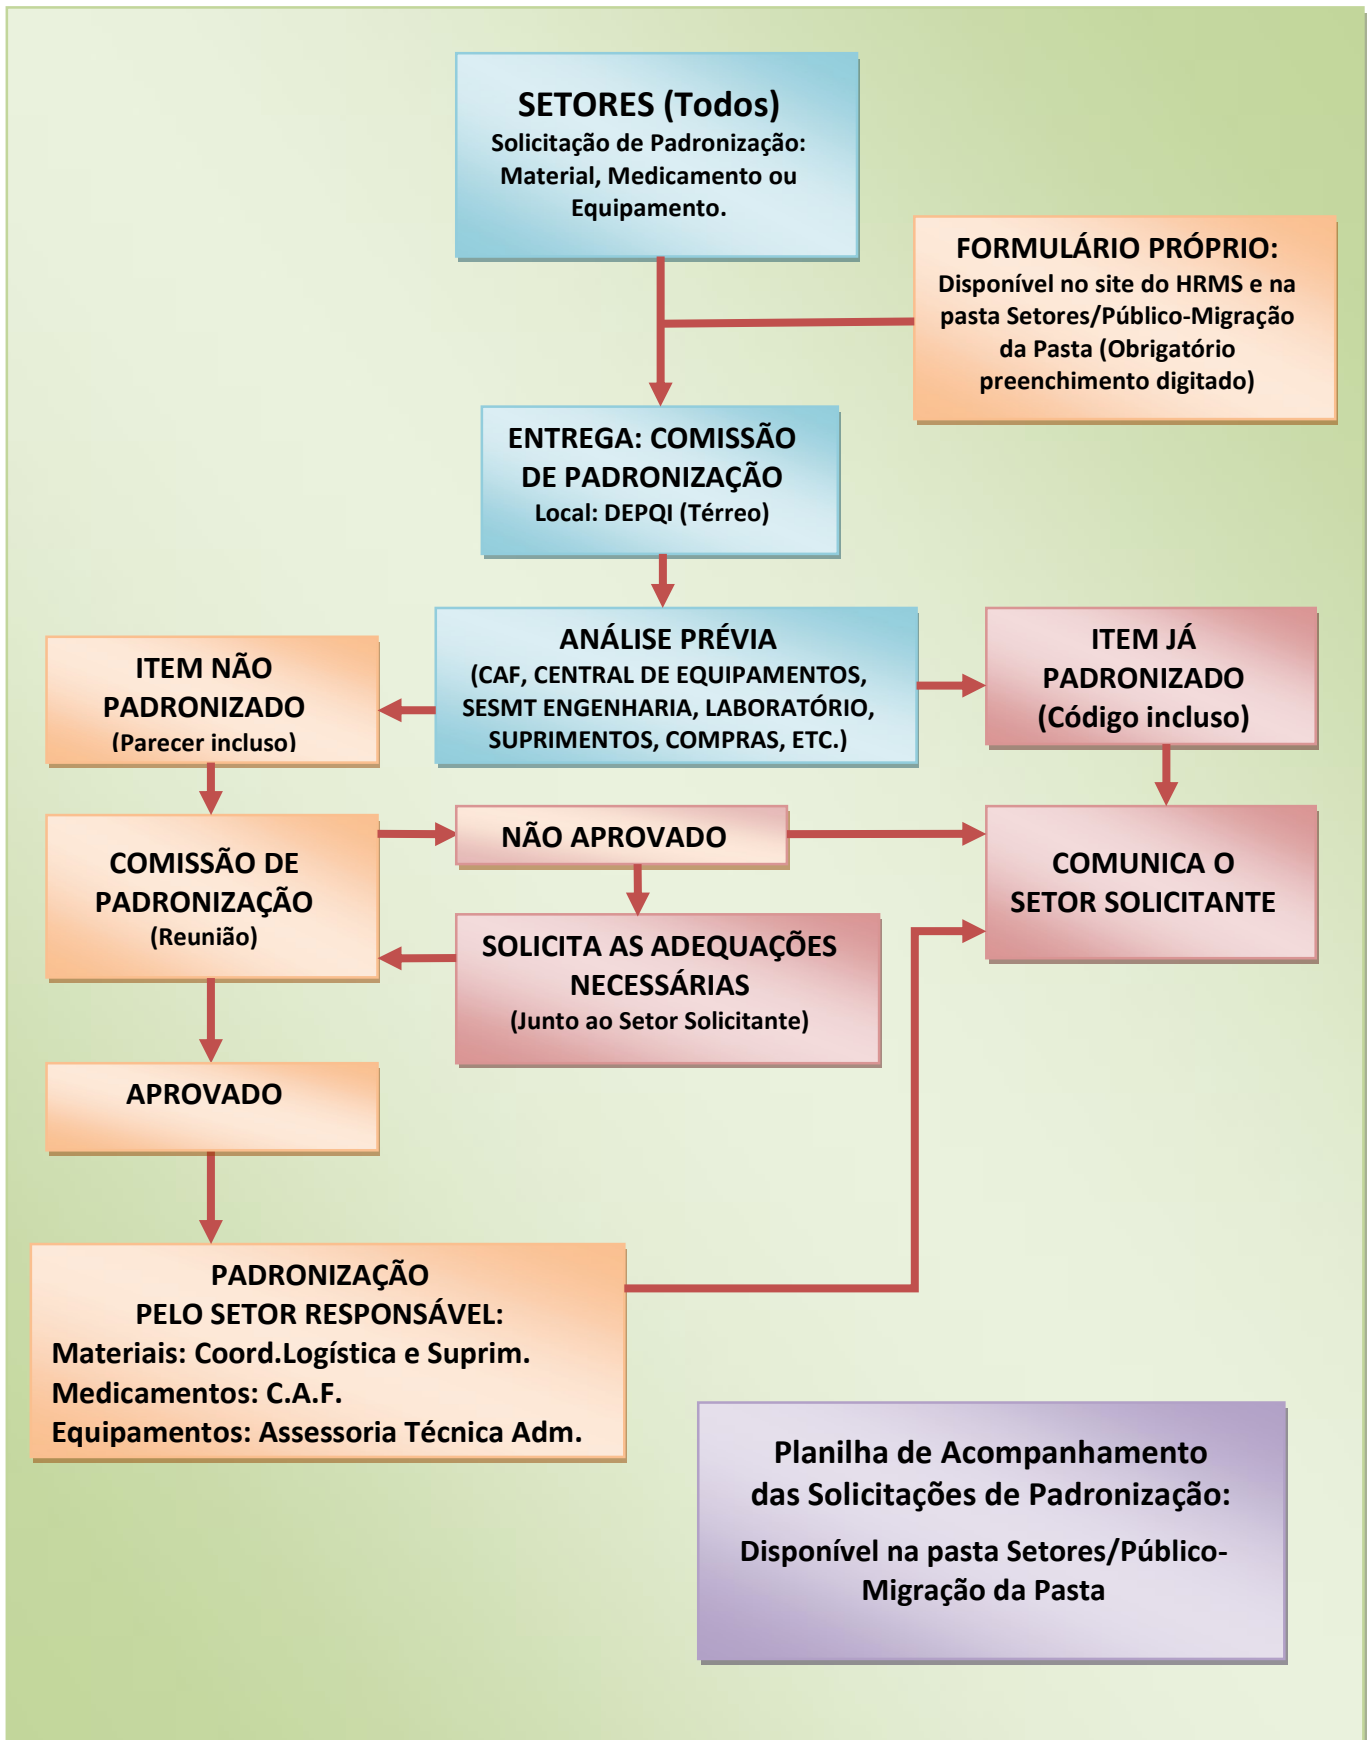 SETORES (Todos)
Solicitação de Padronização:
Material, Medicamento ou
Equipamento.
FORMULÁRIO PRÓPRIO:
Disponível no site do HRMS e na
pasta Setores/Público-Migração
da Pasta (Obrigatório
preenchimento digitado)
ENTREGA: COMISSÃO
DE PADRONIZAÇÃO
Local: DEPQI (Térreo)
ANÁLISE PRÉVIA
(CAF, CENTRAL DE EQUIPAMENTOS,
SESMT ENGENHARIA, LABORATÓRIO,
SUPRIMENTOS, COMPRAS, ETC.)
ITEM JÁ
PADRONIZADO
(Código incluso)
ITEM NÃO
PADRONIZADO
(Parecer incluso)
COMISSÃO DE
PADRONIZAÇÃO
(Reunião)
NÃO APROVADO
COMUNICA O
SETOR SOLICITANTE
SOLICITA AS ADEQUAÇÕES
NECESSÁRIAS
(Junto ao Setor Solicitante)
APROVADO
PADRONIZAÇÃO
PELO SETOR RESPONSÁVEL:
Materiais: Coord.Logística e Suprim.
Medicamentos: C.A.F.
Equipamentos: Assessoria Técnica Adm.
Planilha de Acompanhamento
das Solicitações de Padronização:
Disponível na pasta Setores/Público-
Migração da Pasta